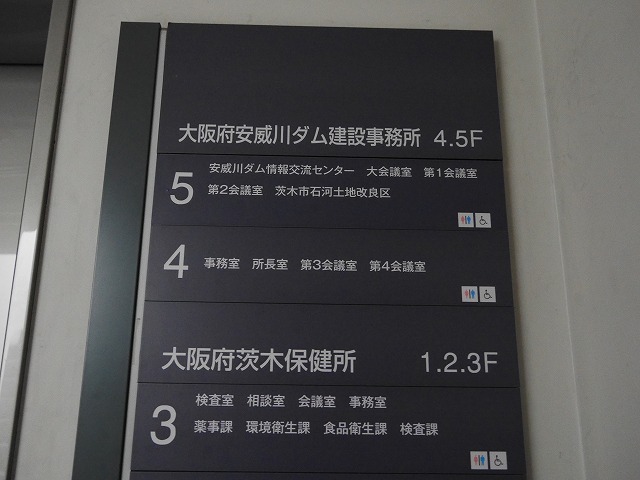 大阪府安威川ダム建設事務所 4.5F
5
安威川ダム情報交流センター 大会議室 第1会議室
第2会議室 茨木市石河土地改良区
4
事務室 所長室 第3会議室 第4会議室
大阪府茨木保健所 1.2.3F
3
検査室 相談室 会議室 事務室
薬事課 環境衛生課 食品衛生課 検査課